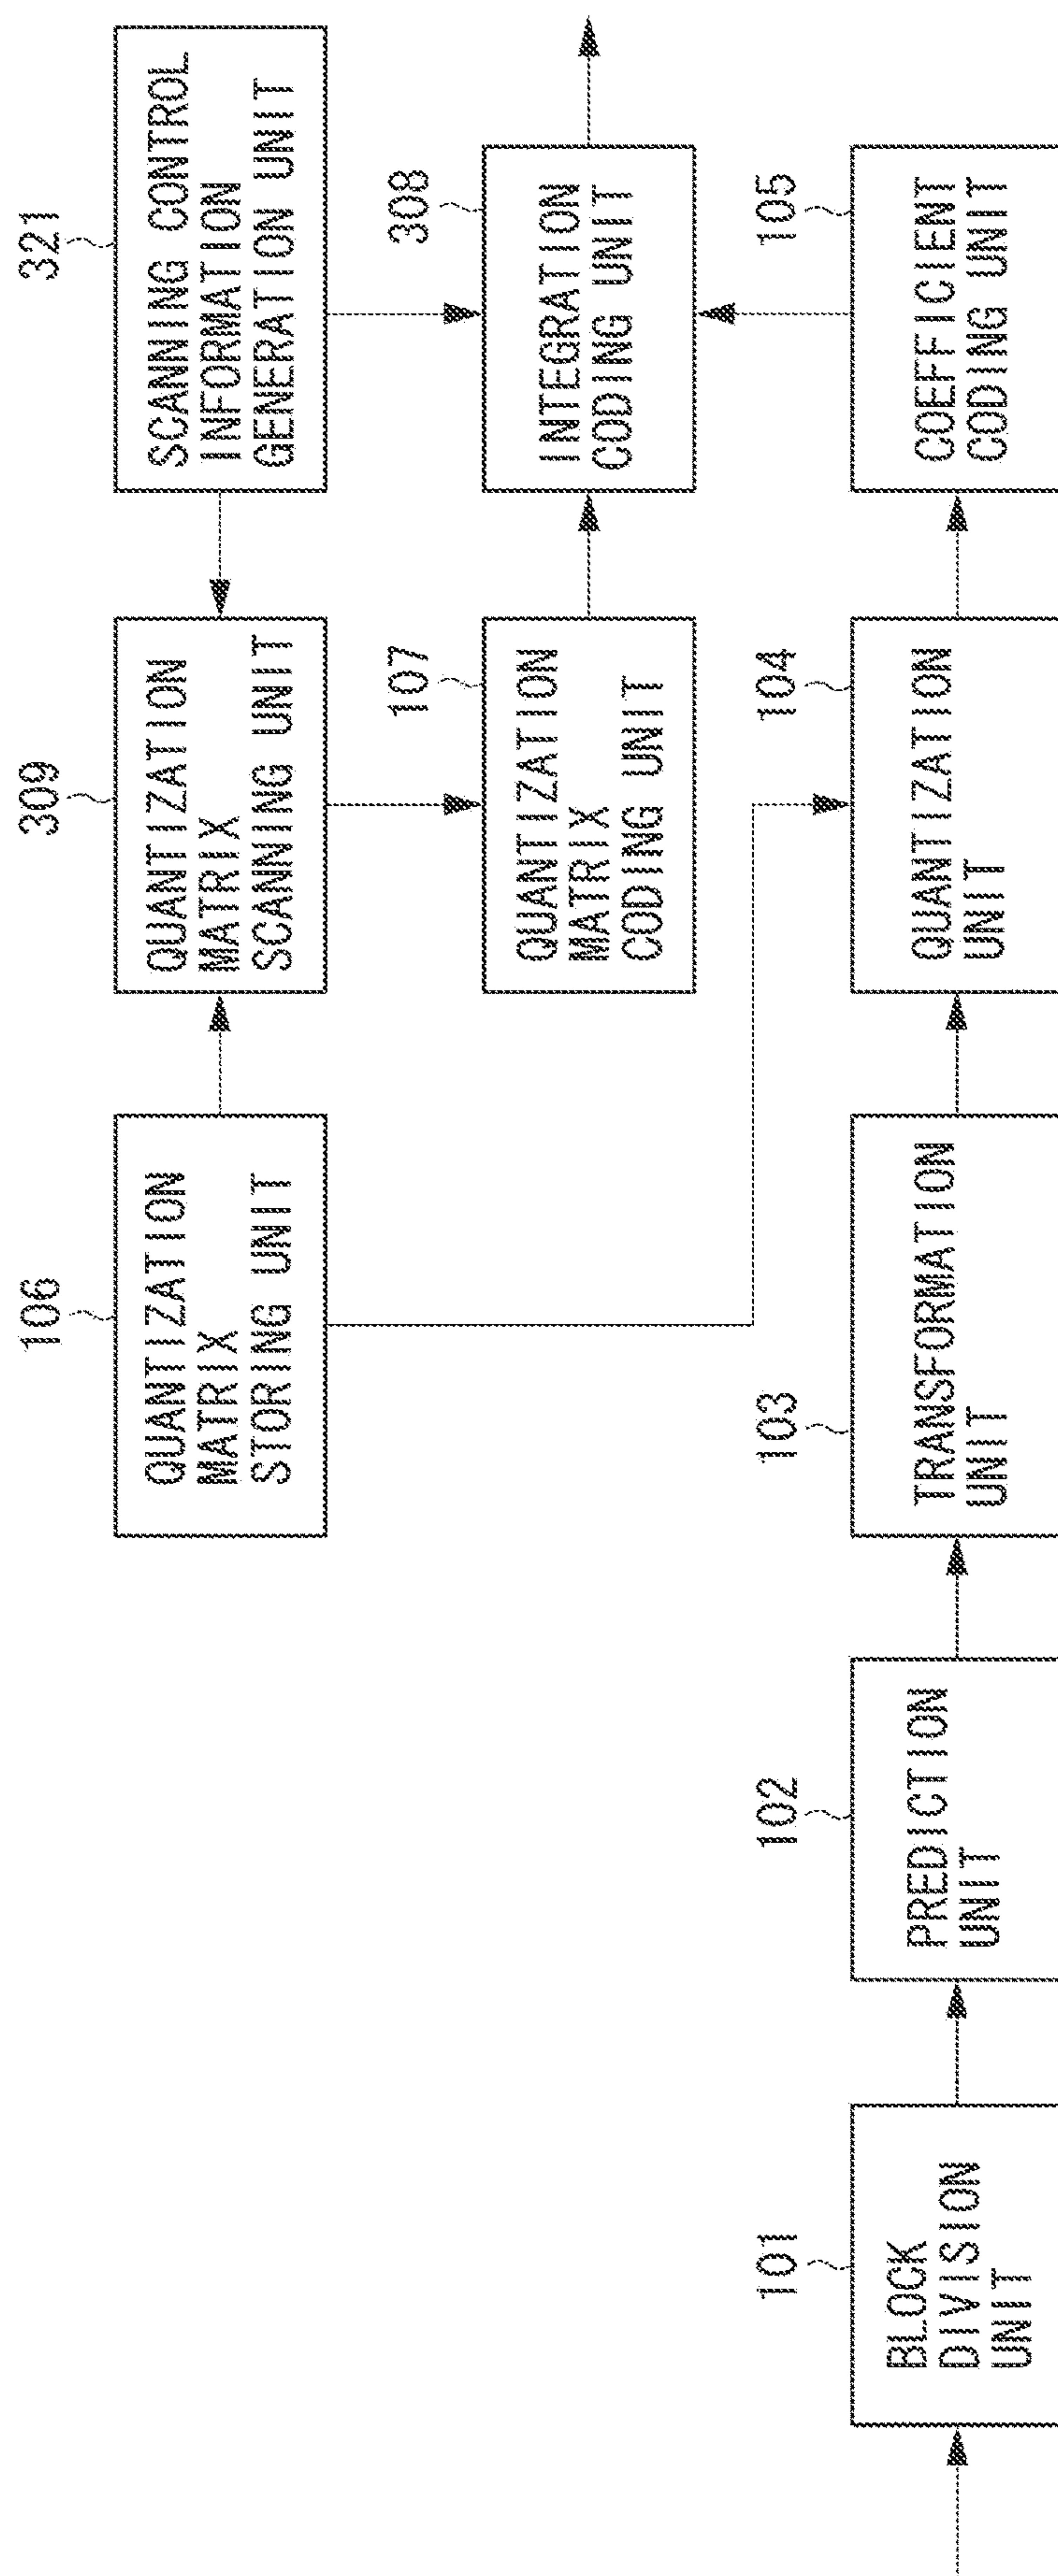 106
QUANTIZATION
MATRIX
STORING UNIT
309
QUANTIZATION
MATRIX
SCANNING UNIT
321
SCANNING CONTROL
INFORMATION
GENERATION UNIT
107
QUANTIZATION
MATRIX
CODING UNIT
308
INTEGRATION
CODING UNIT
101
BLOCK
DIVISION
UNIT
102
PREDICTION
UNIT
103
TRANSFORMATION
UNIT
104
QUANTIZATION
UNIT
105
COEFFICIENT
CODING UNIT